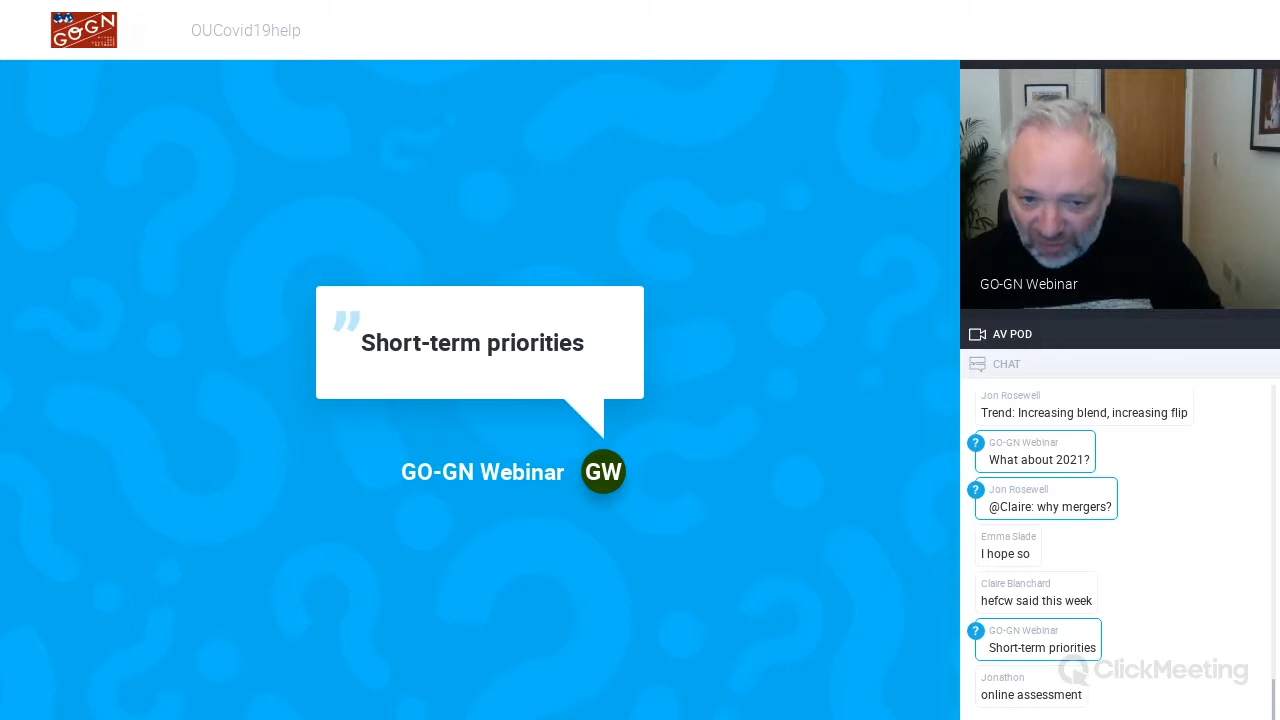 GO-GN
OUCovid19help
Short-term priorities
GO-GN Webinar GW
GO-GN Webinar
AV POD
CHAT
Jon Rosewell
Trend: Increasing blend, increasing flip
? GO-GN Webinar
What about 2021?
? Jon Rosewell
@Claire: why mergers?
Emma Slade
I hope so
Claire Blanchard
hefcw said this week
? GO-GN Webinar
Short-term priorities
ClickMeeting
Jonathon
online assessment